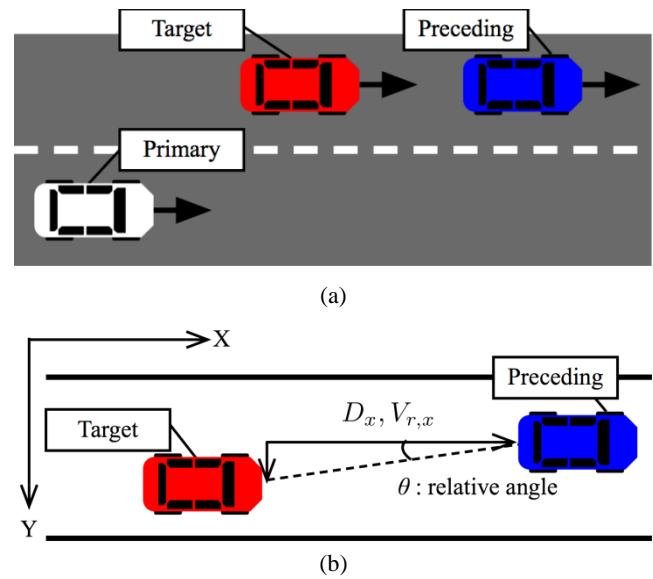 Target
Preceding
Primary
(a)
X
Preceding
Target
D_x, V_{r,x}
θ : relative angle
Y
(b)